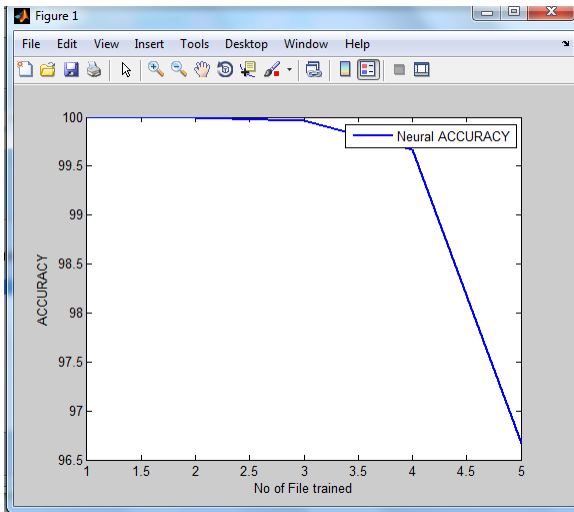 Figure 1
File Edit View Insert Tools Desktop Window Help
Neural ACCURACY
100
99.5
99
98.5
98
97.5
97
96.5
ACCURACY
1 1.5 2 2.5 3 3.5 4 4.5 5
No of File trained